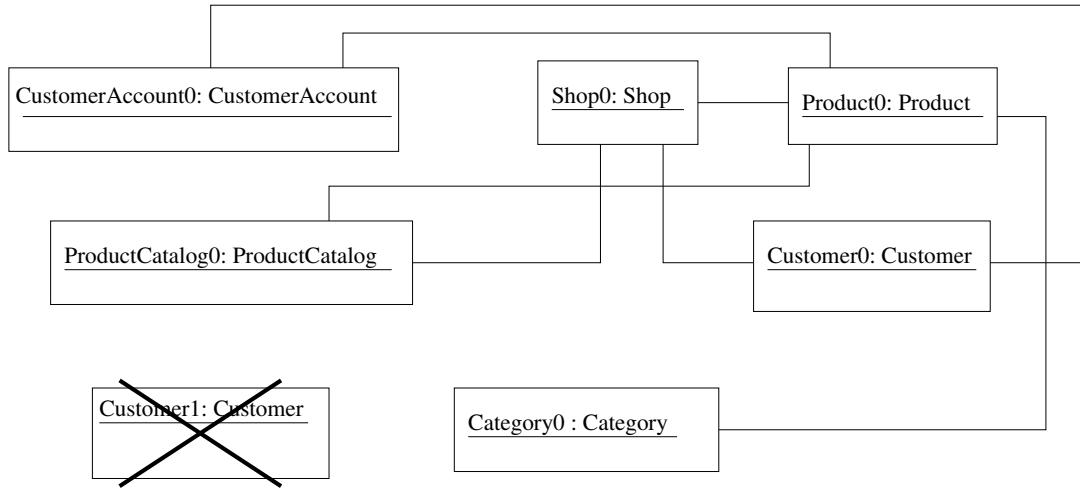 CustomerAccount0: CustomerAccount
Shop0: Shop
Product0: Product
ProductCatalog0: ProductCatalog
Customer0: Customer
Customer1: Customer
Category0 : Category